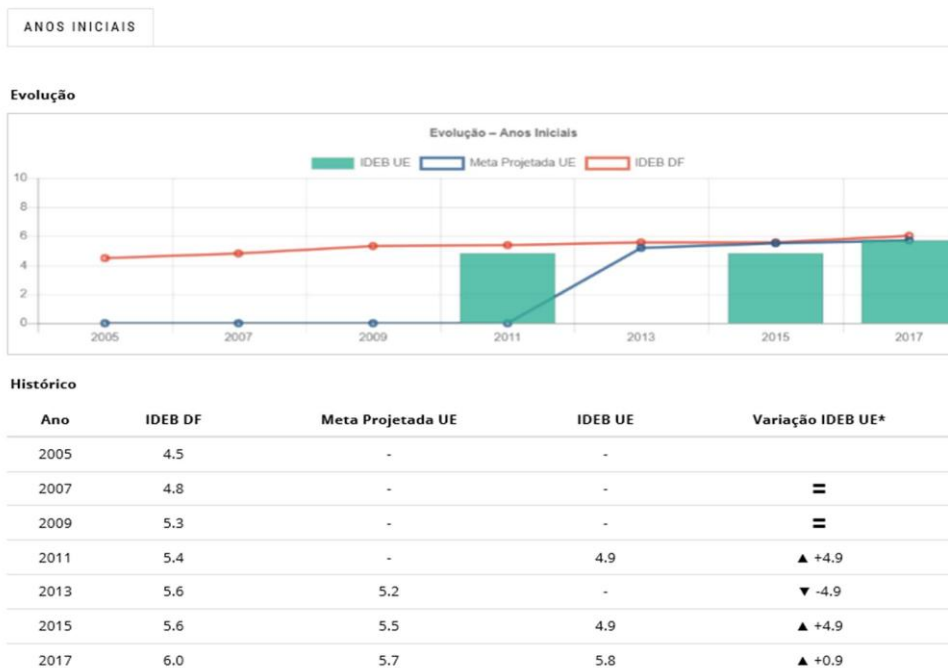 ANOS INICIAIS
Evolução
Evolução – Anos Iniciais
IDEB UE Meta Projetada UE IDEB DF
10
8
6
4
2
0
2005 2007 2009 2011 2013 2015 2017
Histórico
Ano IDEB DF Meta Projetada UE IDEB UE Variação IDEB UE*
2005 4.5 - -
2007 4.8 - - =
2009 5.3 - - =
2011 5.4 - 4.9 ▲ +4.9
2013 5.6 5.2 - ▼ -4.9
2015 5.6 5.5 4.9 ▲ +4.9
2017 6.0 5.7 5.8 ▲ +0.9